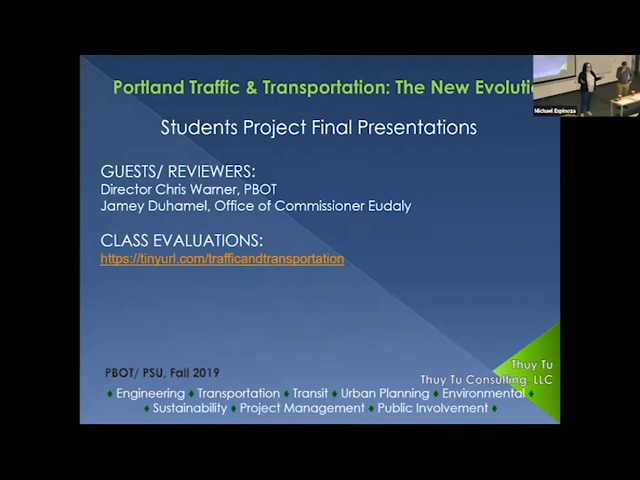 Portland Traffic & Transportation: The New Evoluti
Students Project Final Presentations
GUESTS/ REVIEWERS:
Director Chris Warner, PBOT
Jamey Duhamel, Office of Commissioner Eudaly
CLASS EVALUATIONS:
https://tinyurl.com/trafficandtransportation
PBOT/ PSU, Fall 2019
Thuy Tu
Thuy Tu Consulting, LLC
♦ Engineering ♦ Transportation ♦ Transit ♦ Urban Planning ♦ Environmental ♦
♦ Sustainability ♦ Project Management ♦ Public Involvement ♦
Michael Espinoza